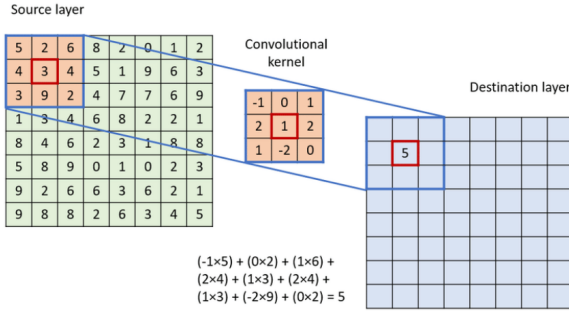 Source layer
5 2 6 8 2 0 1 2
4 3 4 5 1 9 6 3
3 9 2 4 7 7 6 9
1 3 4 6 8 2 2 1
8 4 6 2 3 1 8 8
5 8 9 0 1 0 2 3
9 2 6 6 3 6 2 1
9 8 8 2 6 3 4 5
Convolutional
kernel
-1 0 1
2 1 2
1 -2 0
Destination layer
5
(-1×5) + (0×2) + (1×6) +
(2×4) + (1×3) + (2×4) +
(1×3) + (-2×9) + (0×2) = 5